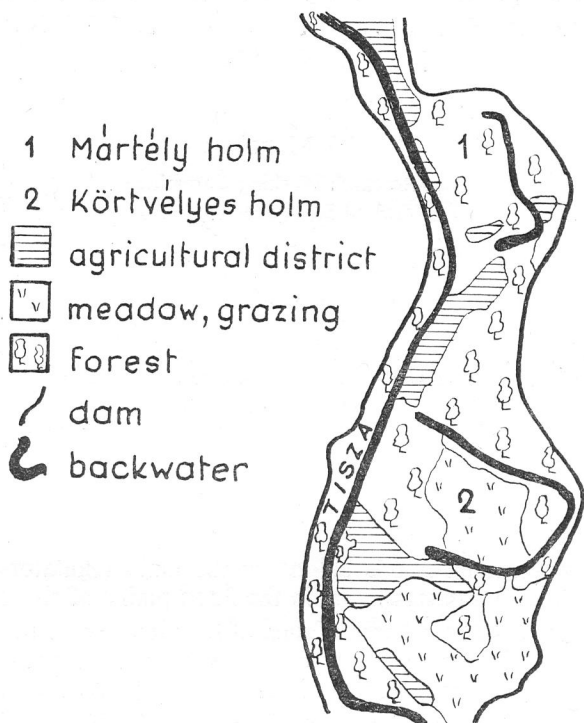 1 Mártély holm
2 Körtvélyes holm
agricultural district
meadow, grazing
forest
dam
backwater
1
TISZA
2